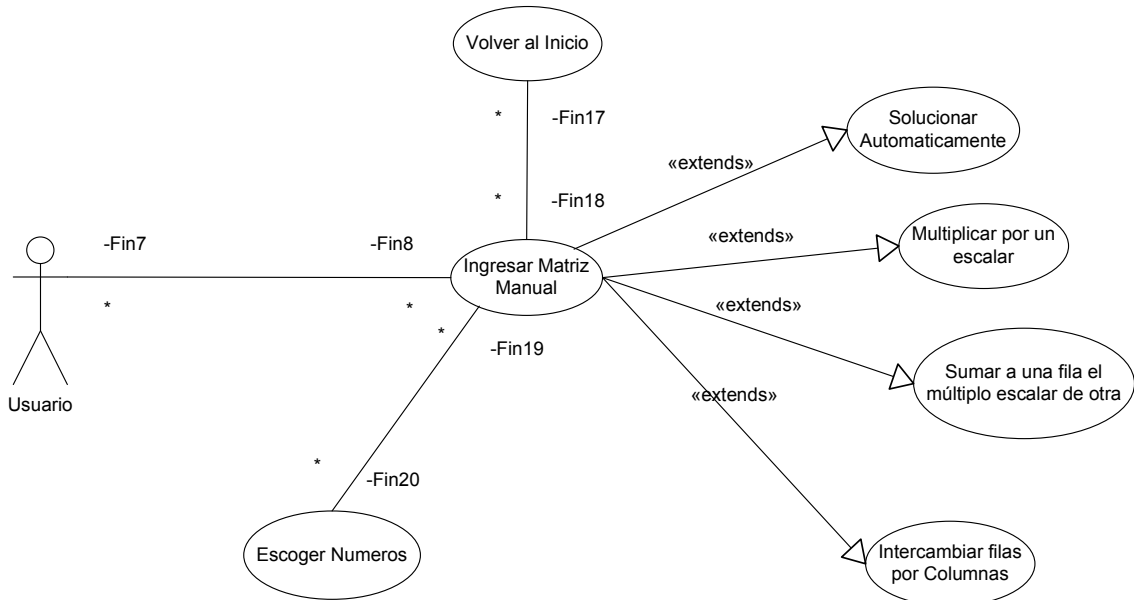 Volver al Inicio
*
-Fin17
Solucionar
Automaticamente
«extends»
*
-Fin18
Multiplicar por un
escalar
«extends»
-Fin7
-Fin8
Ingresar Matriz
Manual
*
*
*
-Fin19
«extends»
Sumar a una fila el
múltiplo escalar de otra
«extends»
Usuario
*
-Fin20
Escoger Numeros
Intercambiar filas
por Columnas